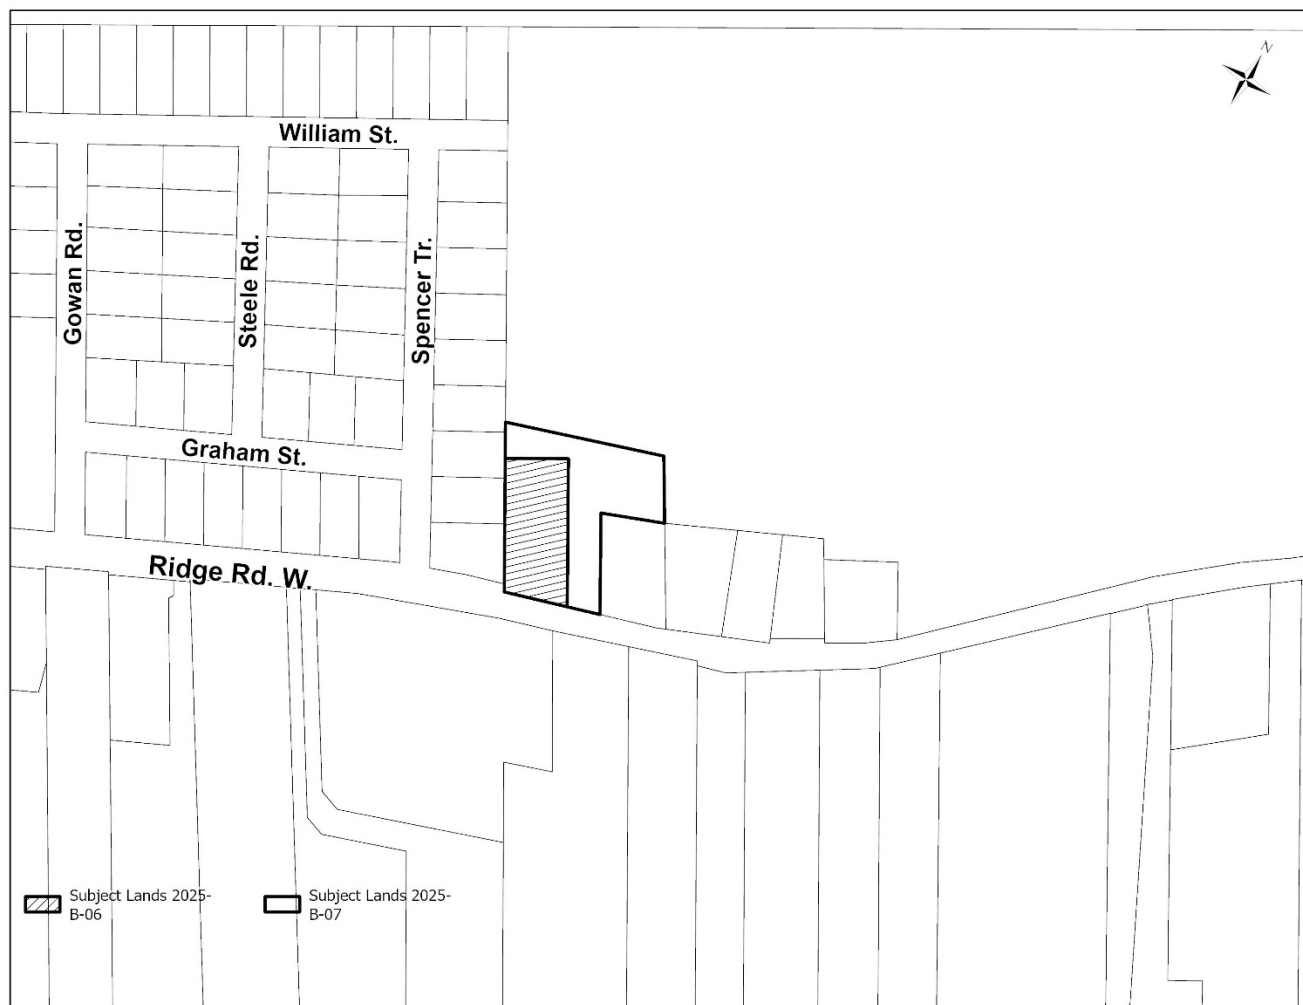 N
William St.
Gowan Rd.
Steele Rd.
Spencer Tr.
Graham St.
Ridge Rd. W.
Subject Lands 2025-
B-06
Subject Lands 2025-
B-07